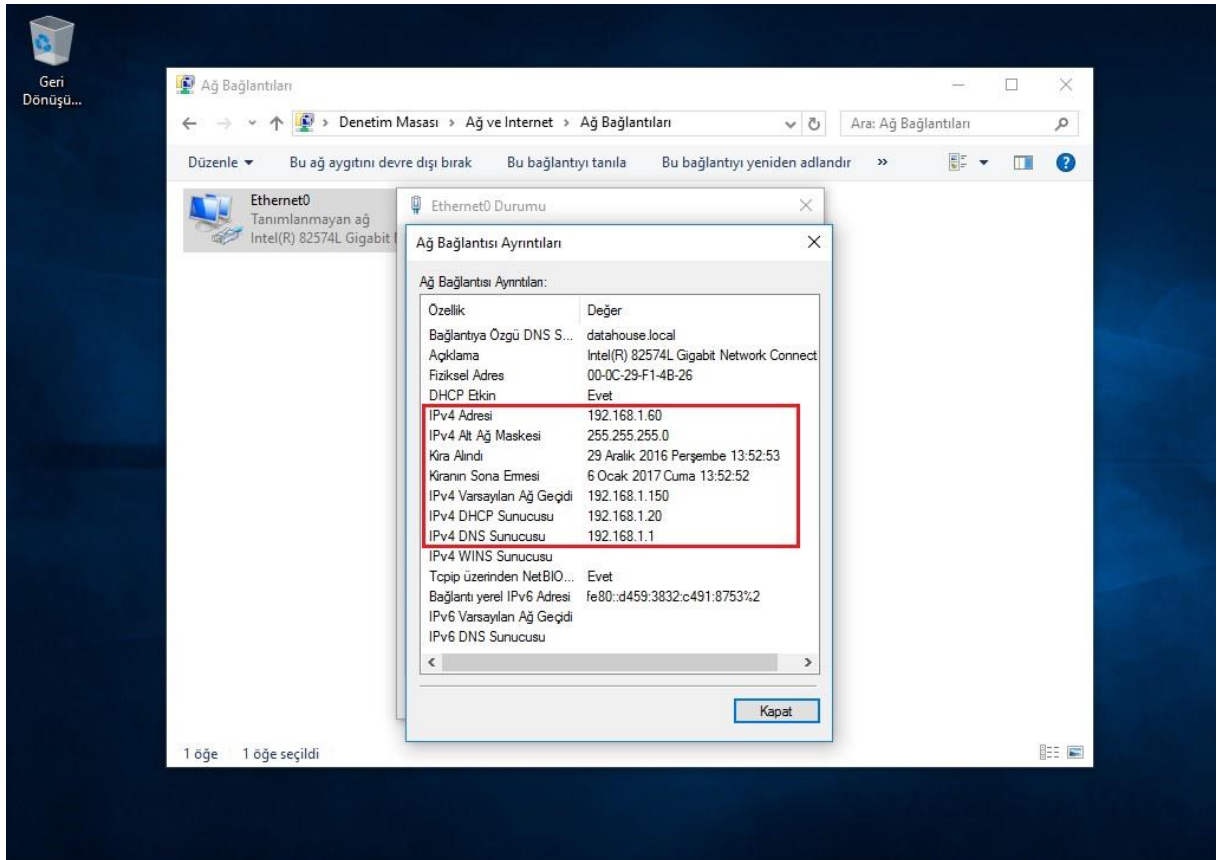 Geri
Dönüşü...
Ağ Bağlantıları
Denetim Masası > Ağ ve Internet > Ağ Bağlantıları
Ara: Ağ Bağlantıları
Düzenle
Bu ağ aygıtını devre dışı bırak
Bu bağlantıyı tanıla
Bu bağlantıyı yeniden adlandır
»
Ethernet0
Tanımlanmayan ağ
Intel(R) 82574L Gigabit
Ethernet0 Durumu
Ağ Bağlantısı Ayrıntıları
Ağ Bağlantısı Ayrıntıları:
Özellik Değer
Bağlantıya Özgü DNS S... datahouse.local
Açıklama Intel(R) 82574L Gigabit Network Connect
Fiziksel Adres 00-0C-29-F1-4B-26
DHCP Etkin Evet
IPv4 Adresi 192.168.1.60
IPv4 Alt Ağ Maskesi 255.255.255.0
Kira Alındı 29 Aralık 2016 Perşembe 13:52:53
Kiranın Sona Ermesi 6 Ocak 2017 Cuma 13:52:52
IPv4 Varsayılan Ağ Geçidi 192.168.1.150
IPv4 DHCP Sunucusu 192.168.1.20
IPv4 DNS Sunucusu 192.168.1.1
IPv4 WINS Sunucusu
Tcpip üzerinden NetBIO... Evet
Bağlantı yerel IPv6 Adresi fe80::d459:3832:c491:8753%2
IPv6 Varsayılan Ağ Geçidi
IPv6 DNS Sunucusu
Kapat
1 öğe 1 öğe seçildi